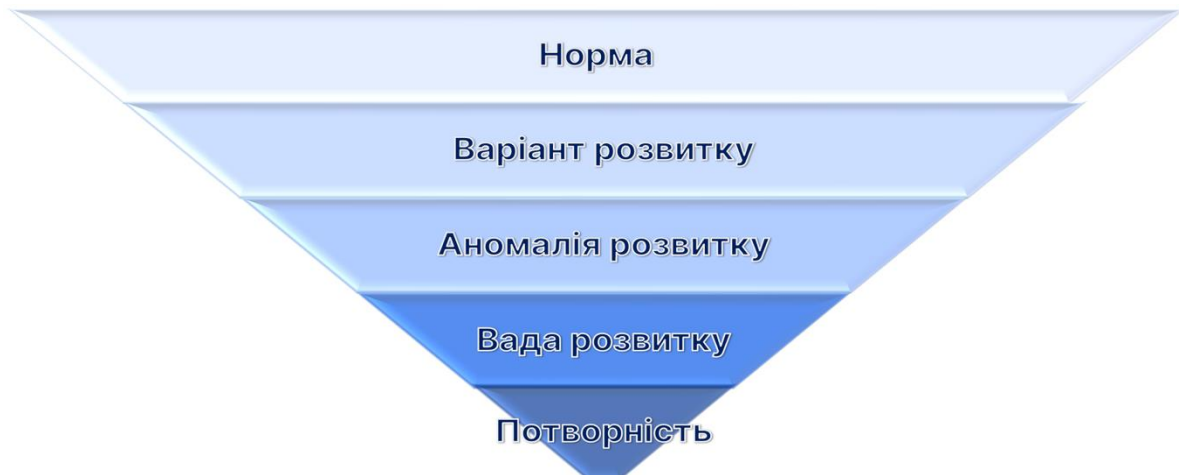 Норма
Варіант розвитку
Аномалія розвитку
Вада розвитку
Потворність